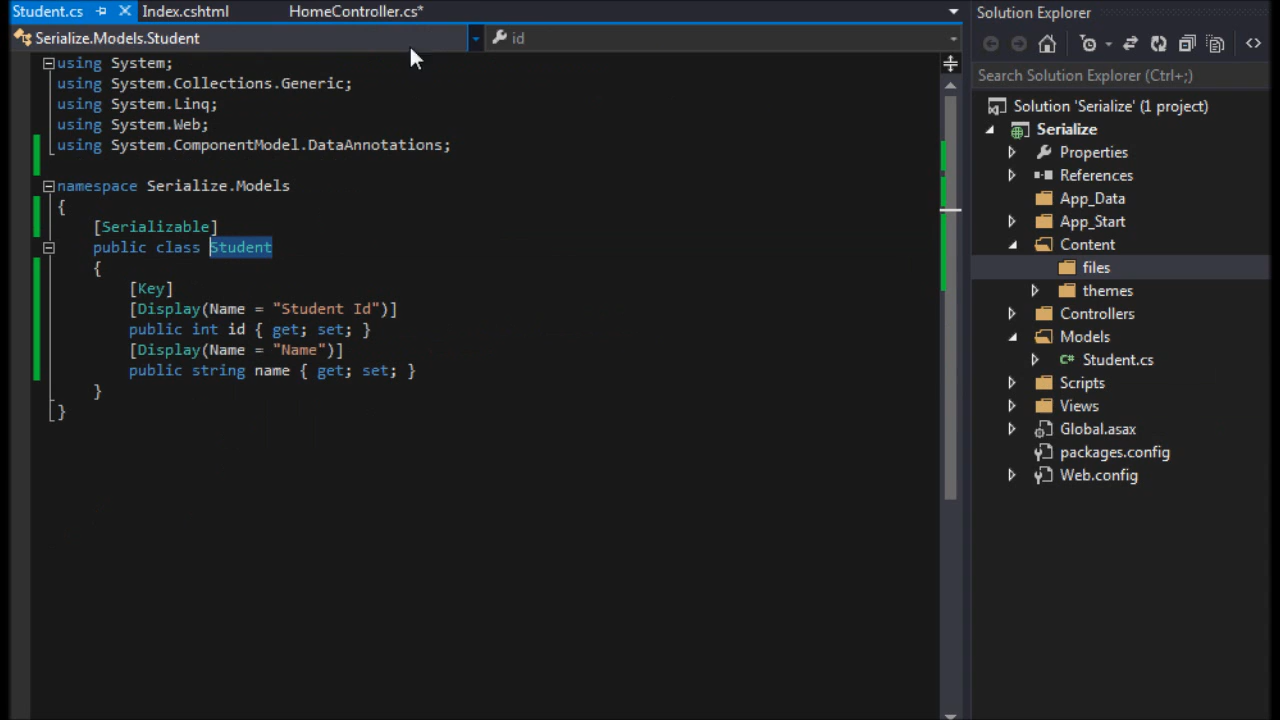 Student.cs
Index.cshtml
HomeController.cs*
Serialize.Models.Student
id
using System;
using System.Collections.Generic;
using System.Linq;
using System.Web;
using System.ComponentModel.DataAnnotations;
namespace Serialize.Models
{
[Serializable]
public class Student
{
[Key]
[Display(Name = "Student Id")]
public int id { get; set; }
[Display(Name = "Name")]
public string name { get; set; }
}
}
Solution Explorer
Search Solution Explorer (Ctrl+;)
Solution 'Serialize' (1 project)
Serialize
Properties
References
App_Data
App_Start
Content
files
themes
Controllers
Models
C# Student.cs
Scripts
Views
Global.asax
packages.config
Web.config